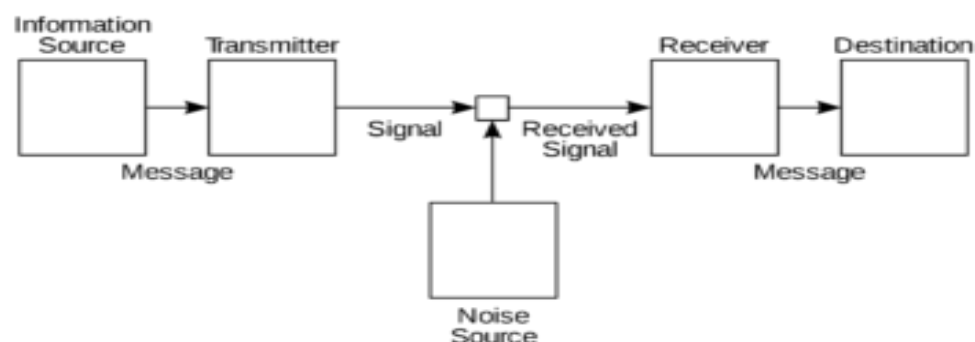 Information
Source
Transmitter
Receiver
Destination
Signal
Received
Signal
Message
Message
Noise
Source